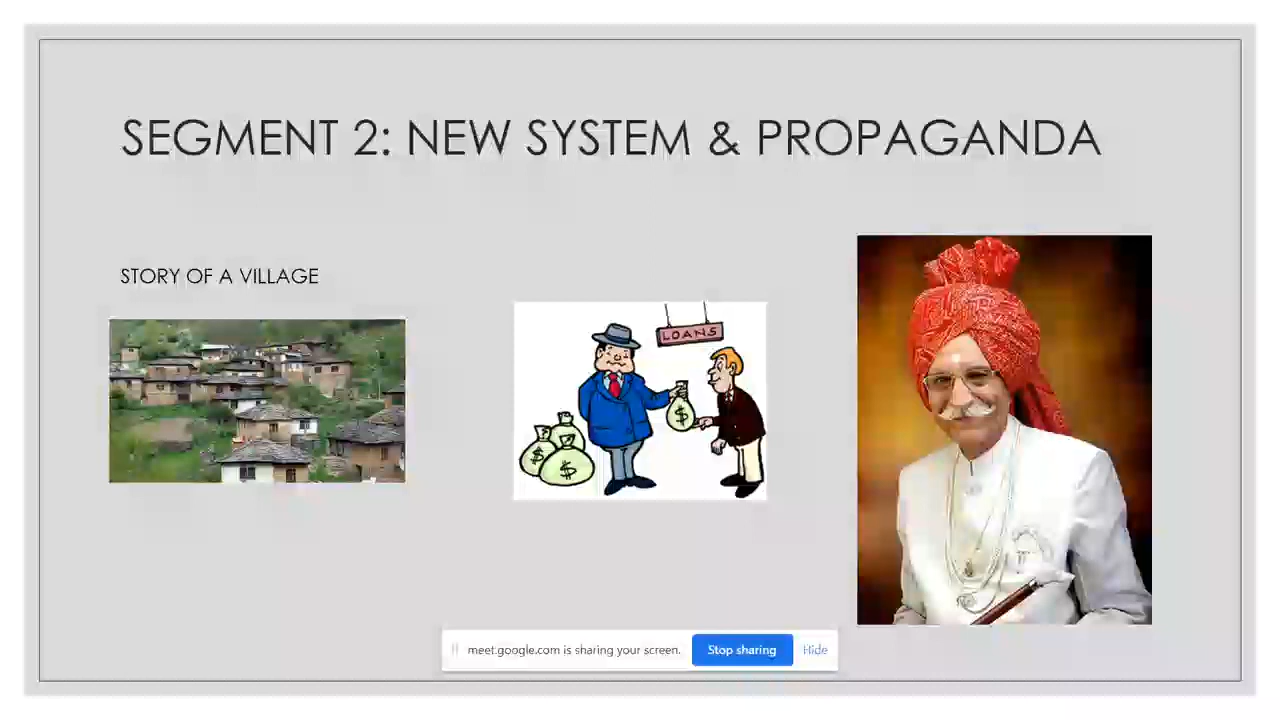 SEGMENT 2: NEW SYSTEM & PROPAGANDA
STORY OF A VILLAGE
LOANS
$
$
$
$
meet.google.com is sharing your screen.
Stop sharing
Hide